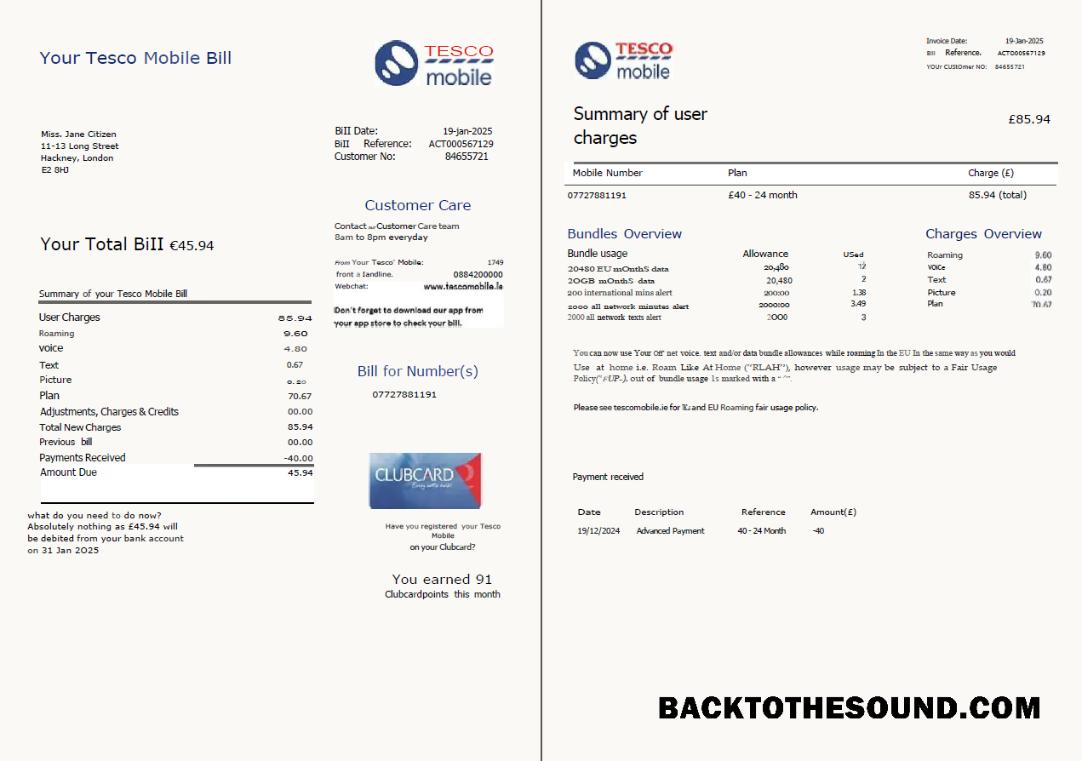 Your Tesco Mobile Bill
TESCO
mobile
Miss. Jane Citizen
11-13 Long Street
Hackney, London
E2 8HJ
BiII Date: 19-jan-2025
BiII Reference: ACT000567129
Customer No: 84655721
Customer Care
Contact our Customer Care team
8am to 8pm everyday
From Your Tesco' Mobile: 1749
front a landline. 0884200000
Webchat: www.tescomobile.ie
Don't forget to download our app from
your app store to check your bill.
Your Total BiII €45.94
Summary of your Tesco Mobile Bill
User Charges 85.94
Roaming 9.60
voice 4.80
Text 0.67
Picture 0.20
Plan 70.67
Adjustments, Charges & Credits 00.00
Total New Charges 85.94
Previous bill 00.00
Payments Received -40.00
Amount Due 45.94
what do you need to do now?
Absolutely nothing as £45.94 will
be debited from your bank account
on 31 Jan 2O25
Bill for Number(s)
07727881191
CLUBCARD
Every little helps
Have you registered your Tesco
Mobile
on your Clubcard?
You earned 91
Clubcardpoints this month
TESCO
mobile
Invoice Date: 19-Jan-2025
Bill Reference. ACT000567129
YOUr CUStOmer NO: 84655721
Summary of user
charges
£85.94
Mobile Number Plan Charge (£)
07727881191 £40 - 24 month 85.94 (total)
Bundles Overview
Bundle usage Allowance USed
20480 EU mOnthS data 20,480 12
2OGB mOnthS data 20,480 2
200 international mins alert 200:00 1.38
2000 all network minutes alert 2000:00 3.49
2000 all network texts alert 2OOO 3
Charges Overview
Roaming 9.60
VOICe 4.80
Text 0.67
Picture 0.20
Plan 70.67
You can now use Your Off net voice. text and/or data bundle allowances while roaming In the EU In the same way as you would
Use at home i.e. Roam Like At Home ("RLAH"), however usage may be subject to a Fair Usage
Policy("FUP-). out of bundle usage 1s marked with a "^".
Please see tescomobile.ie for and EU Roaming fair usage policy.
Payment received
Date Description Reference Amount(£)
19/12/2024 Advanced Payment 40 - 24 Month -40
BACKTOTHESOUND.COM